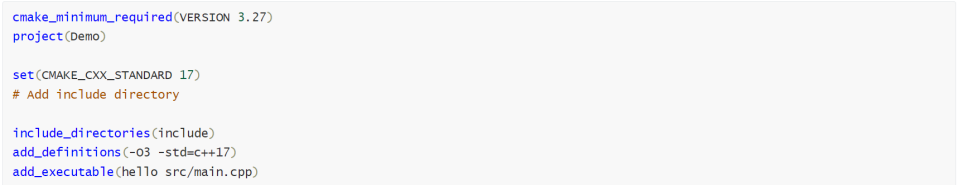 cmake_minimum_required(VERSION 3.27)
project(Demo)
set(CMAKE_CXX_STANDARD 17)
# Add include directory
include_directories(include)
add_definitions(-O3 -std=c++17)
add_executable(hello src/main.cpp)